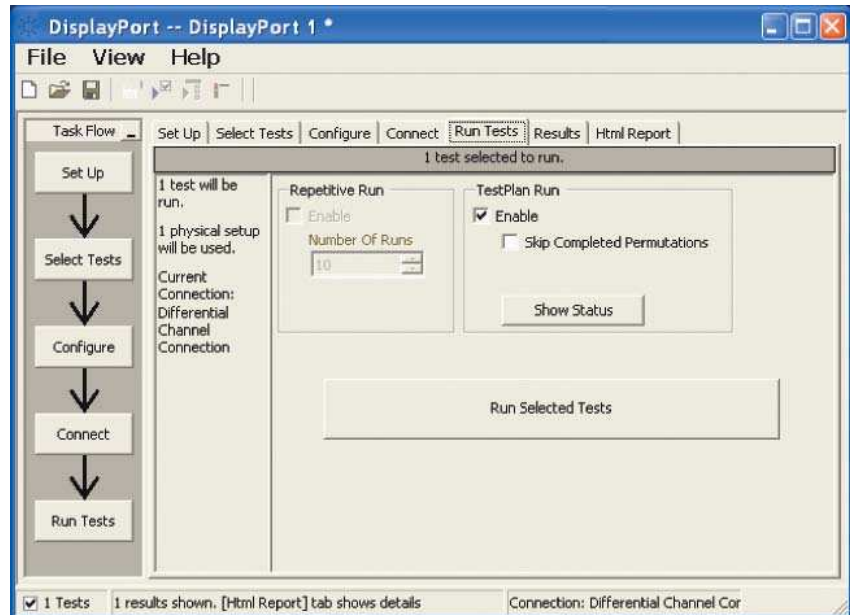 DisplayPort -- DisplayPort 1 *
File View Help
Task Flow _
Set Up
Select Tests
Configure
Connect
Run Tests
Set Up Select Tests Configure Connect Run Tests Results Html Report
1 test selected to run.
1 test will be
run.
1 physical setup
will be used.
Current
Connection:
Differential
Channel
Connection
Repetitive Run
Enable
Number Of Runs
10
TestPlan Run
Enable
Skip Completed Permutations
Show Status
Run Selected Tests
1 Tests
1 results shown. [Html Report] tab shows details
Connection: Differential Channel Cor